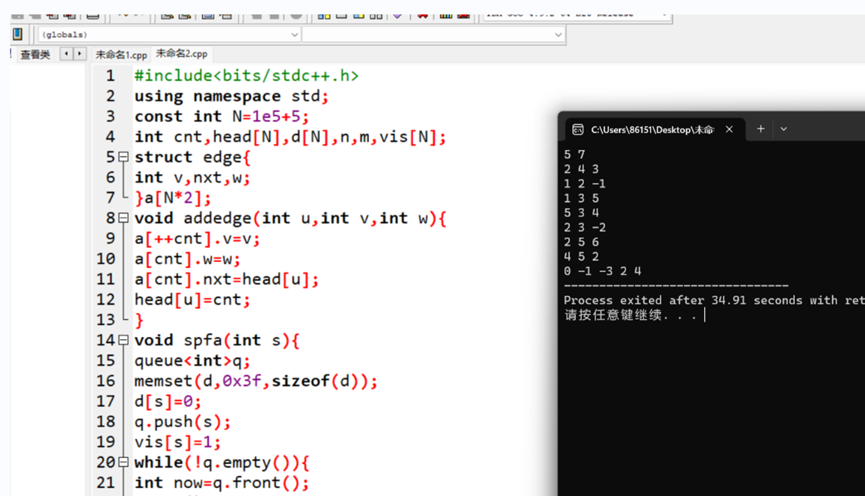 (globals)
查看类 未命名1.cpp 未命名2.cpp
1 #include<bits/stdc++.h>
2 using namespace std;
3 const int N=1e5+5;
4 int cnt,head[N],d[N],n,m,vis[N];
5 struct edge{
6 int v,nxt,w;
7 }a[N*2];
8 void addedge(int u,int v,int w){
9 a[++cnt].v=v;
10 a[cnt].w=w;
11 a[cnt].nxt=head[u];
12 head[u]=cnt;
13 }
14 void spfa(int s){
15 queue<int>q;
16 memset(d,0x3f,sizeof(d));
17 d[s]=0;
18 q.push(s);
19 vis[s]=1;
20 while(!q.empty()){
21 int now=q.front();
C:\Users\86151\Desktop\未命
5 7
2 4 3
1 2 -1
1 3 5
5 3 4
2 3 -2
2 5 6
4 5 2
0 -1 -3 2 4
--------------------------------
Process exited after 34.91 seconds with ret
请按任意键继续. . .